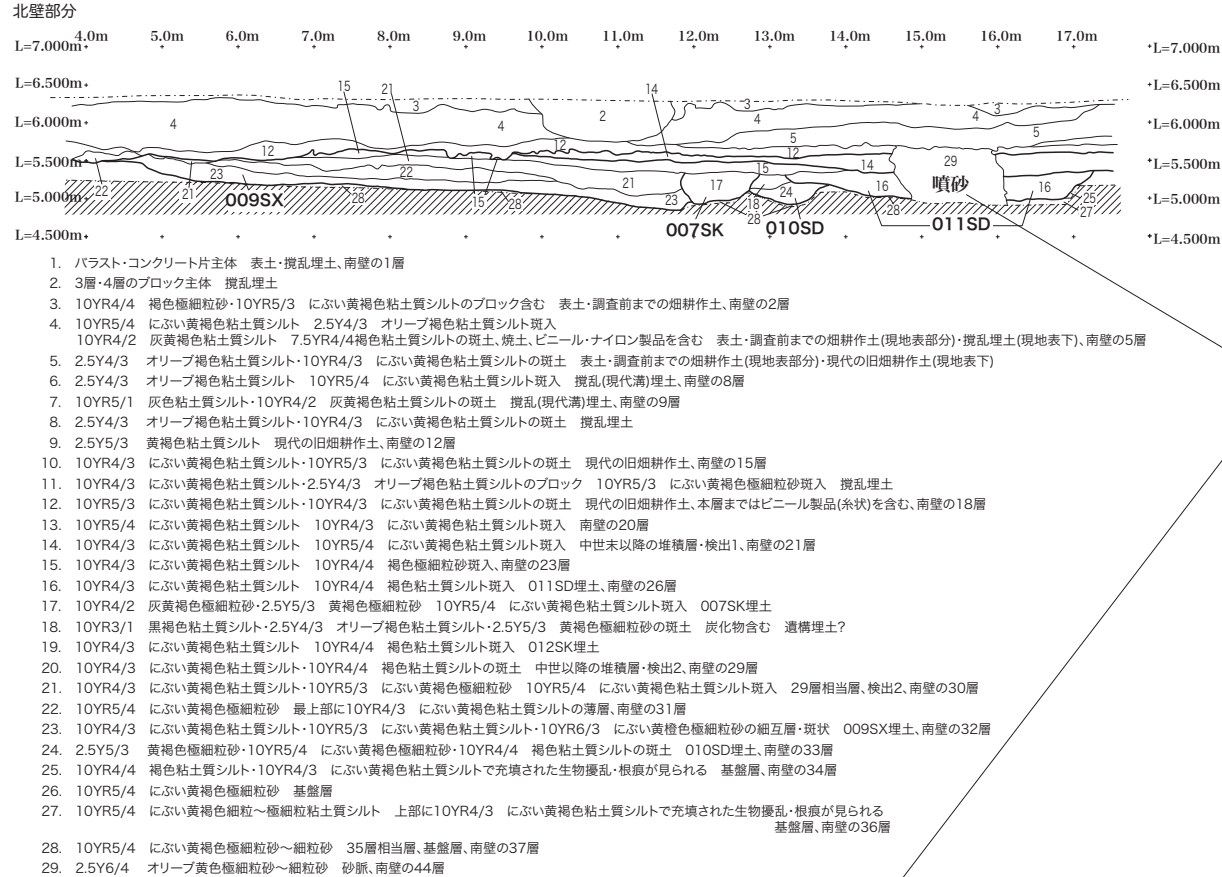 北壁部分
4.0m 5.0m 6.0m 7.0m 8.0m 9.0m 10.0m 11.0m 12.0m 13.0m 14.0m 15.0m 16.0m 17.0m
L=7.000m L=7.000m
15 21 14
L=6.500m L=6.500m
3 2 3 3
4 4 4 4
L=6.000m L=6.000m
5 5
12 12 12
L=5.500m 15 14 29 L=5.500m
23 22 21 17 24 16 噴砂 16
22 21 009SX 28 15 28 23 18 28 28 25
L=5.000m 27 L=5.000m
007SK 010SD 011SD
L=4.500m L=4.500m
1. バラスト・コンクリート片主体 表土・撹乱埋土、南壁の1層
2. 3層・4層のブロック主体 撹乱埋土
3. 10YR4/4 褐色極細粒砂・10YR5/3 にぶい黄褐色粘土質シルトのブロック含む 表土・調査前までの畑耕作土、南壁の2層
4. 10YR5/4 にぶい黄褐色粘土質シルト 2.5Y4/3 オリーブ褐色粘土質シルト斑入
10YR4/2 灰黄褐色粘土質シルト 7.5YR4/4褐色粘土質シルトの斑土、焼土、ビニール・ナイロン製品を含む 表土・調査前までの畑耕作土(現地表部分)・撹乱埋土(現地表下)、南壁の5層
5. 2.5Y4/3 オリーブ褐色粘土質シルト・10YR4/3 にぶい黄褐色粘土質シルトの斑土 表土・調査前までの畑耕作土(現地表部分)・現代の旧畑耕作土(現地表下)
6. 2.5Y4/3 オリーブ褐色粘土質シルト 10YR5/4 にぶい黄褐色粘土質シルト斑入 撹乱(現代溝)埋土、南壁の8層
7. 10YR5/1 灰色粘土質シルト・10YR4/2 灰黄褐色粘土質シルトの斑土 撹乱(現代溝)埋土、南壁の9層
8. 2.5Y4/3 オリーブ褐色粘土質シルト・10YR4/3 にぶい黄褐色粘土質シルトの斑土 撹乱埋土
9. 2.5Y5/3 黄褐色粘土質シルト 現代の旧畑耕作土、南壁の12層
10. 10YR4/3 にぶい黄褐色粘土質シルト・10YR5/3 にぶい黄褐色粘土質シルトの斑土 現代の旧畑耕作土、南壁の15層
11. 10YR4/3 にぶい黄褐色粘土質シルト・2.5Y4/3 オリーブ褐色粘土質シルトのブロック 10YR5/3 にぶい黄褐色極細粒砂斑入 撹乱埋土
12. 10YR5/3 にぶい黄褐色粘土質シルト・10YR4/3 にぶい黄褐色粘土質シルトの斑土 現代の旧畑耕作土、本層まではビニール製品(糸状)を含む、南壁の18層
13. 10YR5/4 にぶい黄褐色粘土質シルト 10YR4/3 にぶい黄褐色粘土質シルト斑入 南壁の20層
14. 10YR4/3 にぶい黄褐色粘土質シルト 10YR5/4 にぶい黄褐色粘土質シルト斑入 中世末以降の堆積層・検出1、南壁の21層
15. 10YR4/3 にぶい黄褐色粘土質シルト 10YR4/4 褐色極細粒砂斑入、南壁の23層
16. 10YR4/3 にぶい黄褐色粘土質シルト 10YR4/4 褐色粘土質シルト斑入 011SD埋土、南壁の26層
17. 10YR4/2 灰黄褐色極細粒砂・2.5Y5/3 黄褐色極細粒砂 10YR5/4 にぶい黄褐色粘土質シルト斑入 007SK埋土
18. 10YR3/1 黒褐色粘土質シルト・2.5Y4/3 オリーブ褐色粘土質シルト・2.5Y5/3 黄褐色極細粒砂の斑土 炭化物含む 遺構埋土?
19. 10YR4/3 にぶい黄褐色粘土質シルト 10YR4/4 褐色粘土質シルト斑入 012SK埋土
20. 10YR4/3 にぶい黄褐色粘土質シルト・10YR4/4 褐色粘土質シルトの斑土 中世以降の堆積層・検出2、南壁の29層
21. 10YR4/3 にぶい黄褐色粘土質シルト・10YR5/3 にぶい黄褐色極細粒砂 10YR5/4 にぶい黄褐色粘土質シルト斑入 29層相当層、検出2、南壁の30層
22. 10YR5/4 にぶい黄褐色極細粒砂 最上部に10YR4/3 にぶい黄褐色粘土質シルトの薄層、南壁の31層
23. 10YR4/3 にぶい黄褐色粘土質シルト・10YR5/3 にぶい黄褐色粘土質シルト・10YR6/3 にぶい黄橙色極細粒砂の細互層・斑状 009SX埋土、南壁の32層
24. 2.5Y5/3 黄褐色極細粒砂・10YR5/4 にぶい黄褐色極細粒砂・10YR4/4 褐色粘土質シルトの斑土 010SD埋土、南壁の33層
25. 10YR4/4 褐色粘土質シルト・10YR4/3 にぶい黄褐色粘土質シルトで充填された生物擾乱・根痕が見られる 基盤層、南壁の34層
26. 10YR5/4 にぶい黄褐色極細粒砂 基盤層
27. 10YR5/4 にぶい黄褐色細粒〜極細粒粘土質シルト 上部に10YR4/3 にぶい黄褐色粘土質シルトで充填された生物擾乱・根痕が見られる
基盤層、南壁の36層
28. 10YR5/4 にぶい黄褐色極細粒砂〜細粒砂 35層相当層、基盤層、南壁の37層
29. 2.5Y6/4 オリーブ黄色極細粒砂〜細粒砂 砂脈、南壁の44層